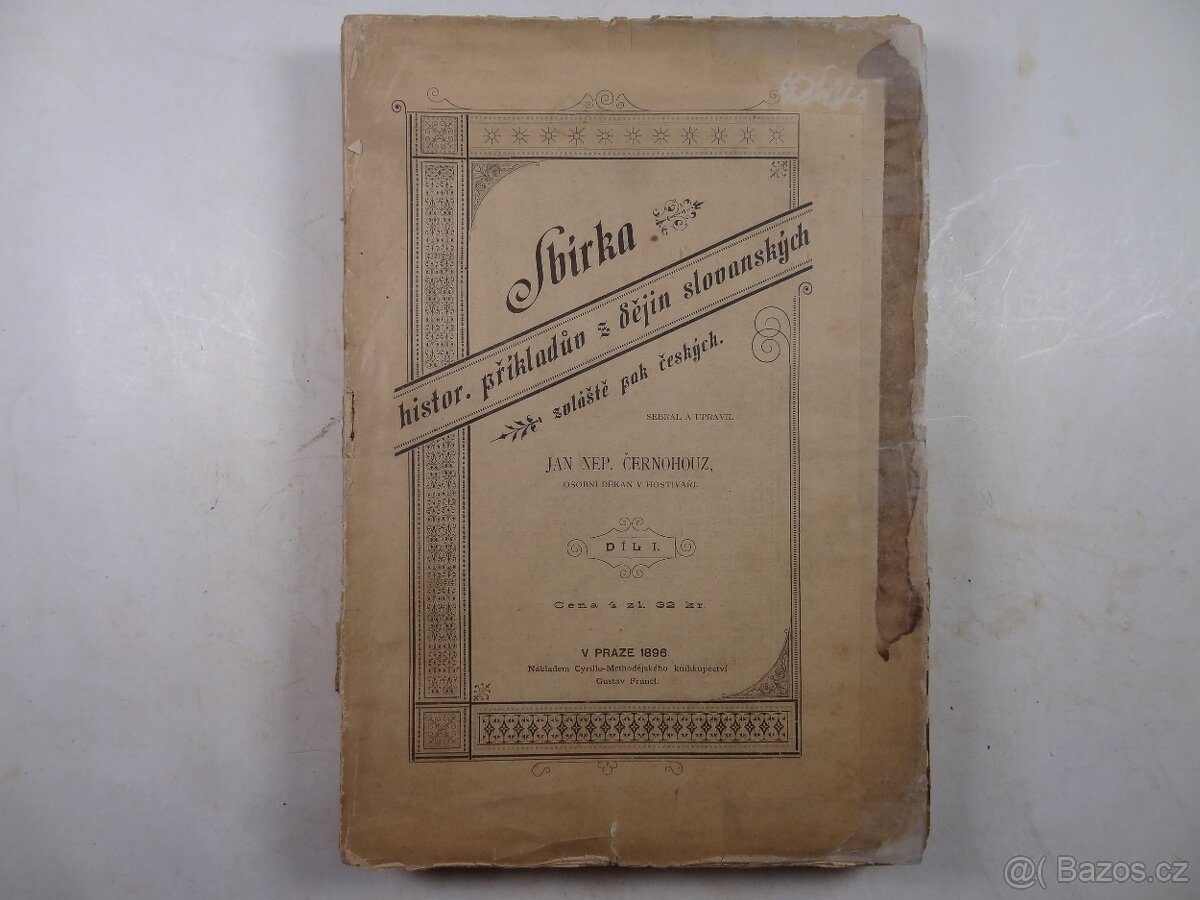 Sbírka
histor. příkladův z dějin slovanských
zvláště pak českých.
SEBRAL A UPRAVIL
JAN NEP. ČERNOHOUZ,
OSOBNÍ DĚKAN V HOSTIVAŘI.
DÍL I.
Cena 1 zl. 32 kr.
V PRAZE 1896.
Nákladem Cyrillo-Methodějského knihkupectví
Gustav Francl.
@( Bazos.cz